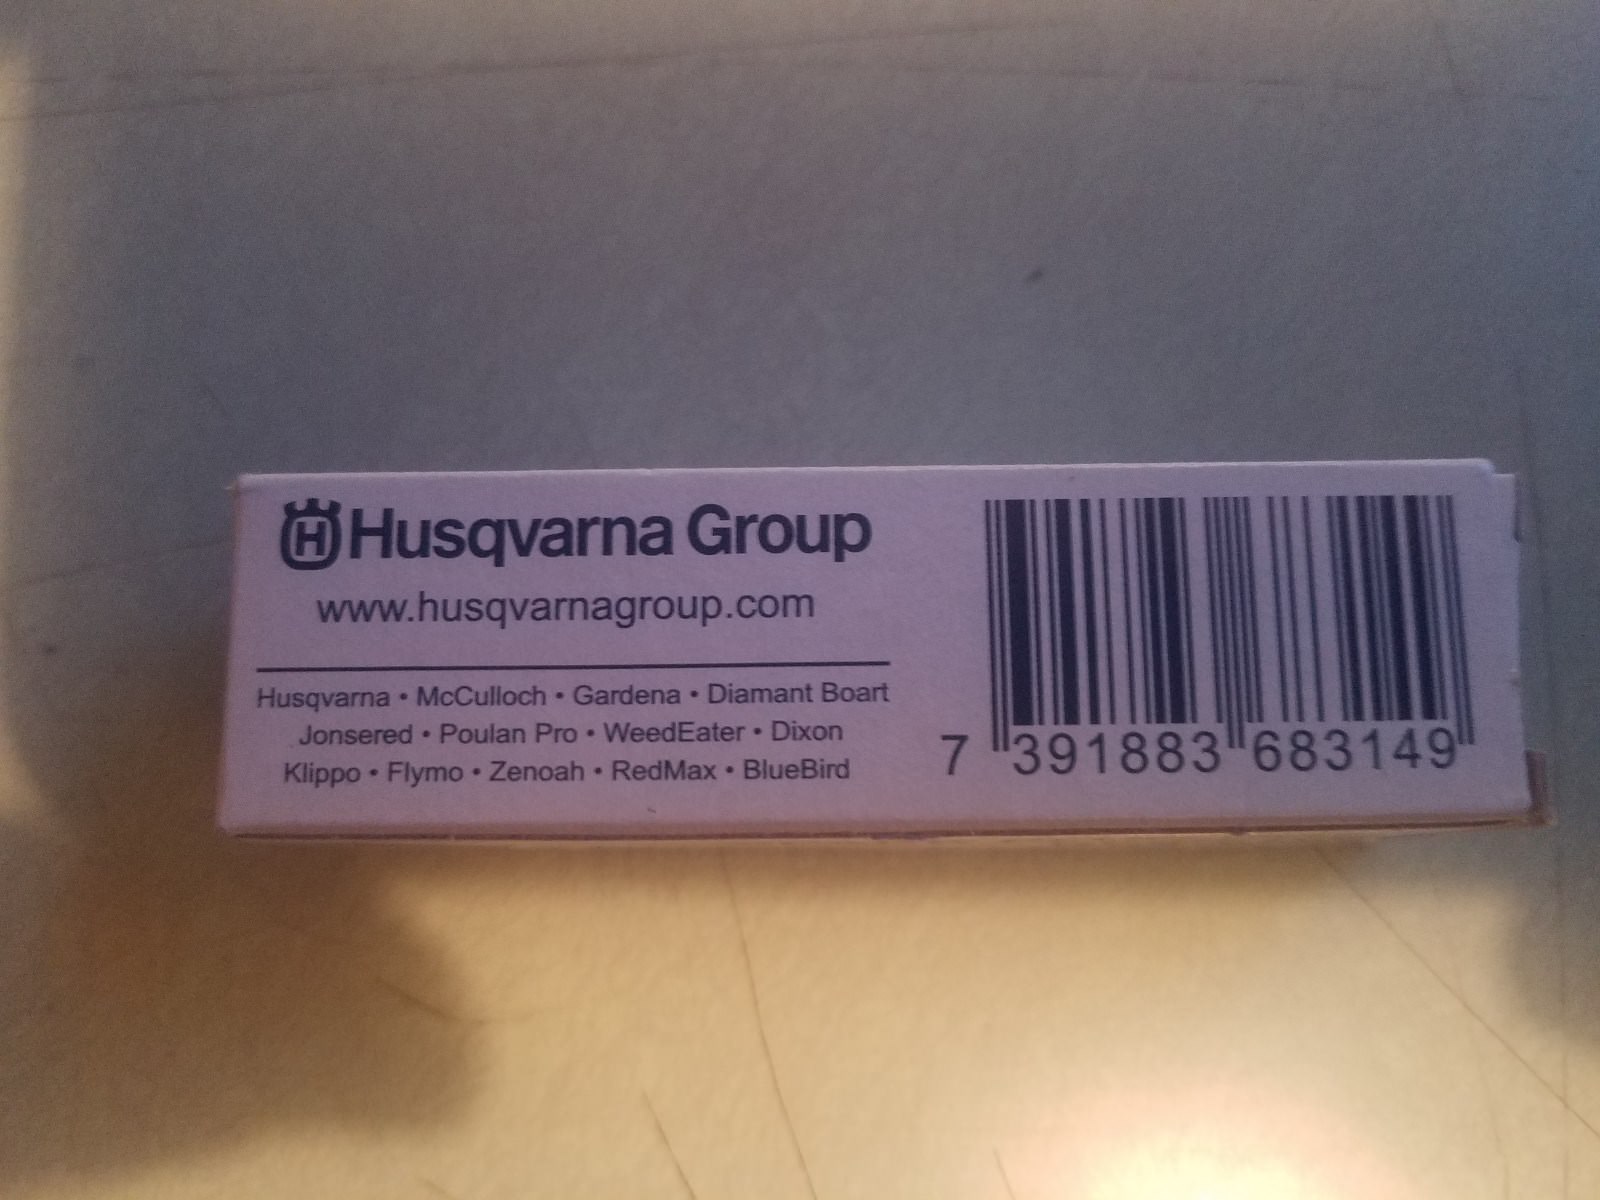 Husqvarna Group
www.husqvarnagroup.com
Husqvarna • McCulloch • Gardena • Diamant Boart
Jonsered • Poulan Pro • WeedEater • Dixon
Klippo • Flymo • Zenoah • RedMax • BlueBird
7 391883 683149